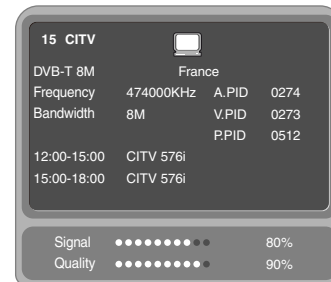 15 CITV
DVB-T 8M France
Frequency 474000KHz A.PID 0274
Bandwidth 8M V.PID 0273
P.PID 0512
12:00-15:00 CITV 576i
15:00-18:00 CITV 576i
Signal 80%
Quality 90%